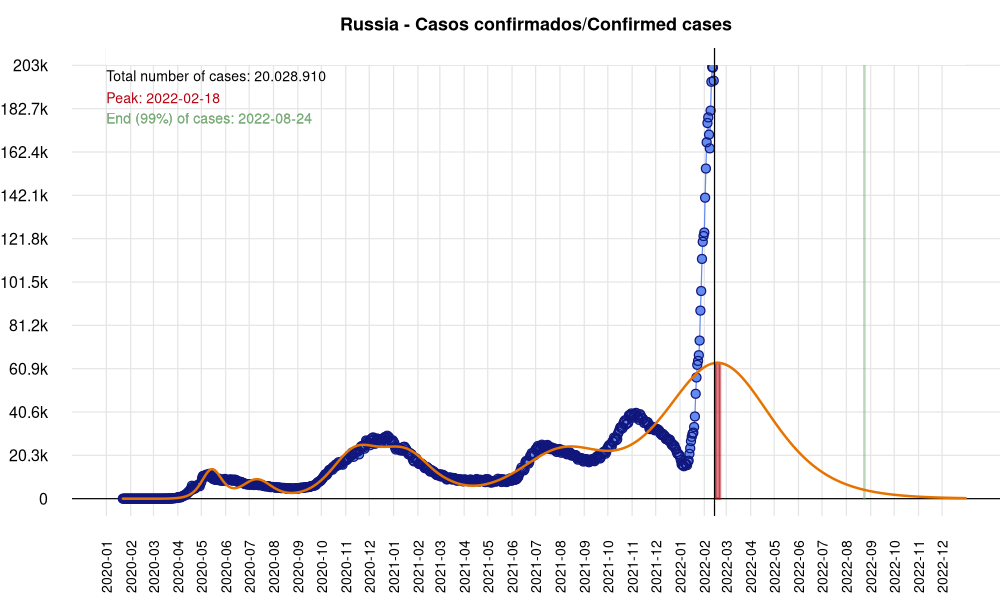 Russia - Casos confirmados/Confirmed cases
Total number of cases: 20.028.910
Peak: 2022-02-18
End (99%) of cases: 2022-08-24
203k
182.7k
162.4k
142.1k
121.8k
101.5k
81.2k
60.9k
40.6k
20.3k
0
2020-01
2020-02
2020-03
2020-04
2020-05
2020-06
2020-07
2020-08
2020-09
2020-10
2020-11
2020-12
2021-01
2021-02
2021-03
2021-04
2021-05
2021-06
2021-07
2021-08
2021-09
2021-10
2021-11
2021-12
2022-01
2022-02
2022-03
2022-04
2022-05
2022-06
2022-07
2022-08
2022-09
2022-10
2022-11
2022-12